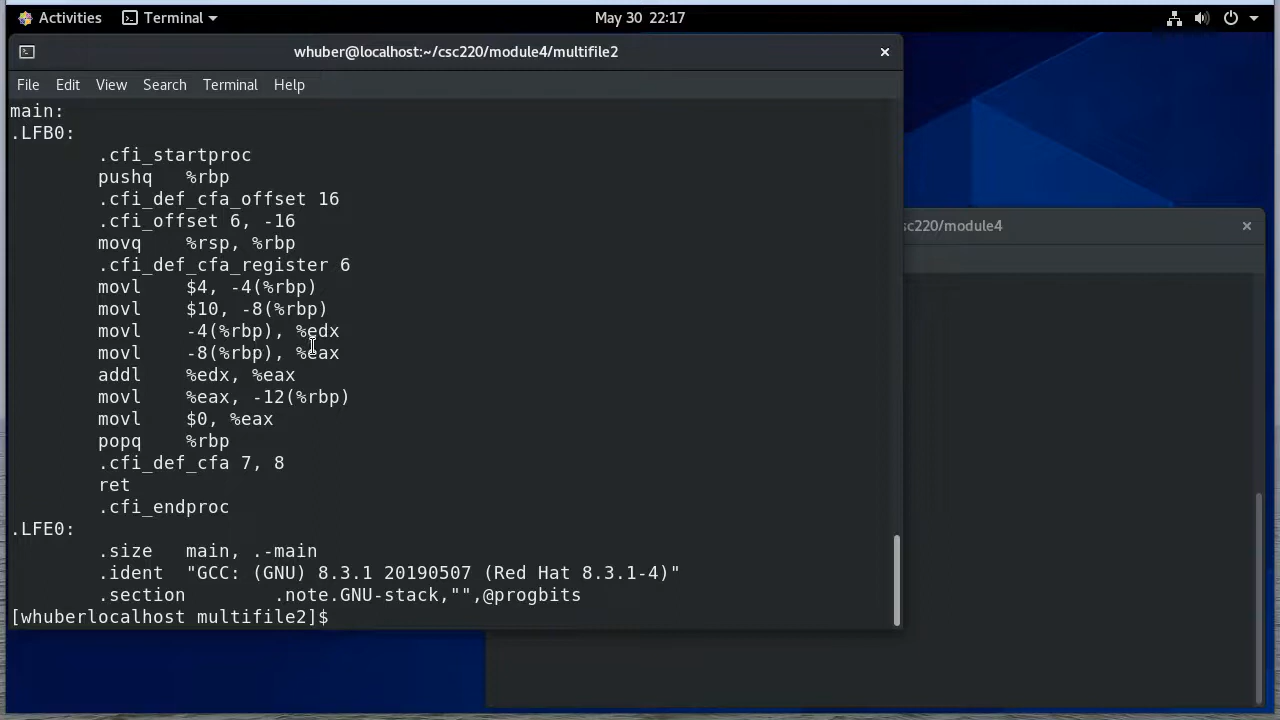 Activities Terminal May 30 22:17
whuber@localhost:~/csc220/module4/multifile2
File Edit View Search Terminal Help
main:
.LFB0:
.cfi_startproc
pushq %rbp
.cfi_def_cfa_offset 16
.cfi_offset 6, -16
movq %rsp, %rbp
.cfi_def_cfa_register 6
movl $4, -4(%rbp)
movl $10, -8(%rbp)
movl -4(%rbp), %edx
movl -8(%rbp), %eax
addl %edx, %eax
movl %eax, -12(%rbp)
movl $0, %eax
popq %rbp
.cfi_def_cfa 7, 8
ret
.cfi_endproc
.LFE0:
.size main, .-main
.ident "GCC: (GNU) 8.3.1 20190507 (Red Hat 8.3.1-4)"
.section .note.GNU-stack,"",@progbits
[whuberlocalhost multifile2]$
sc220/module4